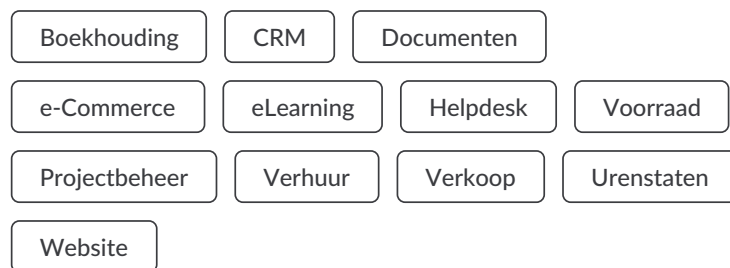 Boekhouding CRM Documenten
e-Commerce eLearning Helpdesk Voorraad
Projectbeheer Verhuur Verkoop Urenstaten
Website